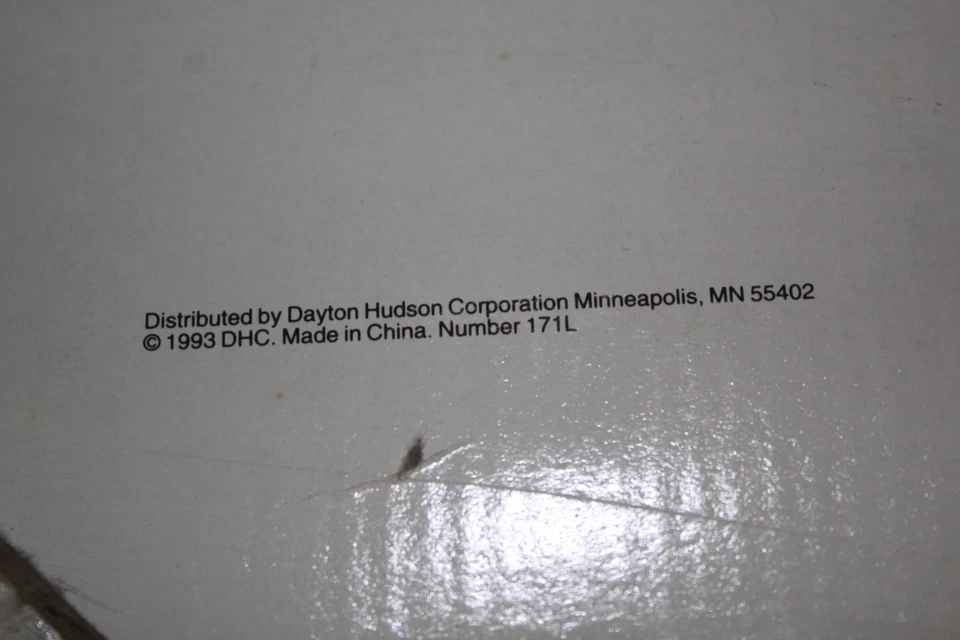 Distributed by Dayton Hudson Corporation Minneapolis, MN 55402
© 1993 DHC. Made in China. Number 171L